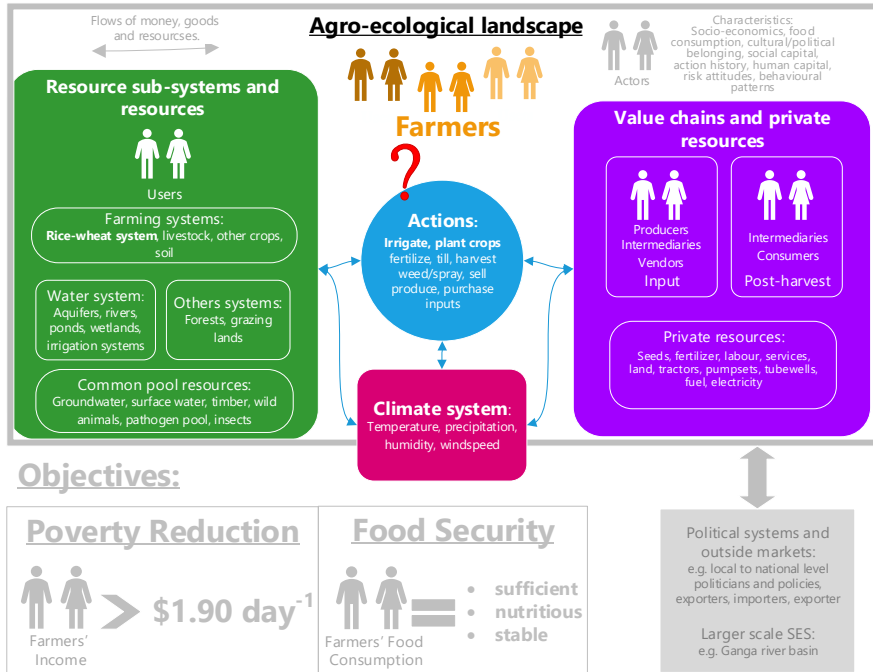 Flows of money, goods
and resourcses.
Agro-ecological landscape
Characteristics:
Socio-economics, food
consumption, cultural/political
belonging, social capital,
action history, human capital,
risk attitudes, behavioural
patterns
Actors
Farmers
?
Resource sub-systems and
resources
Users
Farming systems:
Rice-wheat system, livestock, other crops,
soil
Water system:
Aquifers, rivers,
ponds, wetlands,
irrigation systems
Others systems:
Forests, grazing
lands
Common pool resources:
Groundwater, surface water, timber, wild
animals, pathogen pool, insects
Actions:
Irrigate, plant crops
fertilize, till, harvest
weed/spray, sell
produce, purchase
inputs
Climate system:
Temperature, precipitation,
humidity, windspeed
Value chains and private
resources
Producers
Intermediaries
Vendors
Input
Intermediaries
Consumers
Post-harvest
Private resources:
Seeds, fertilizer, labour, services,
land, tractors, pumpsets, tubewells,
fuel, electricity
Objectives:
Poverty Reduction
Farmers'
Income
> $1.90 day⁻¹
Food Security
Farmers' Food
Consumption
=
• sufficient
• nutritious
• stable
Political systems and
outside markets:
e.g. local to national level
politicians and policies,
exporters, importers, exporter
Larger scale SES:
e.g. Ganga river basin